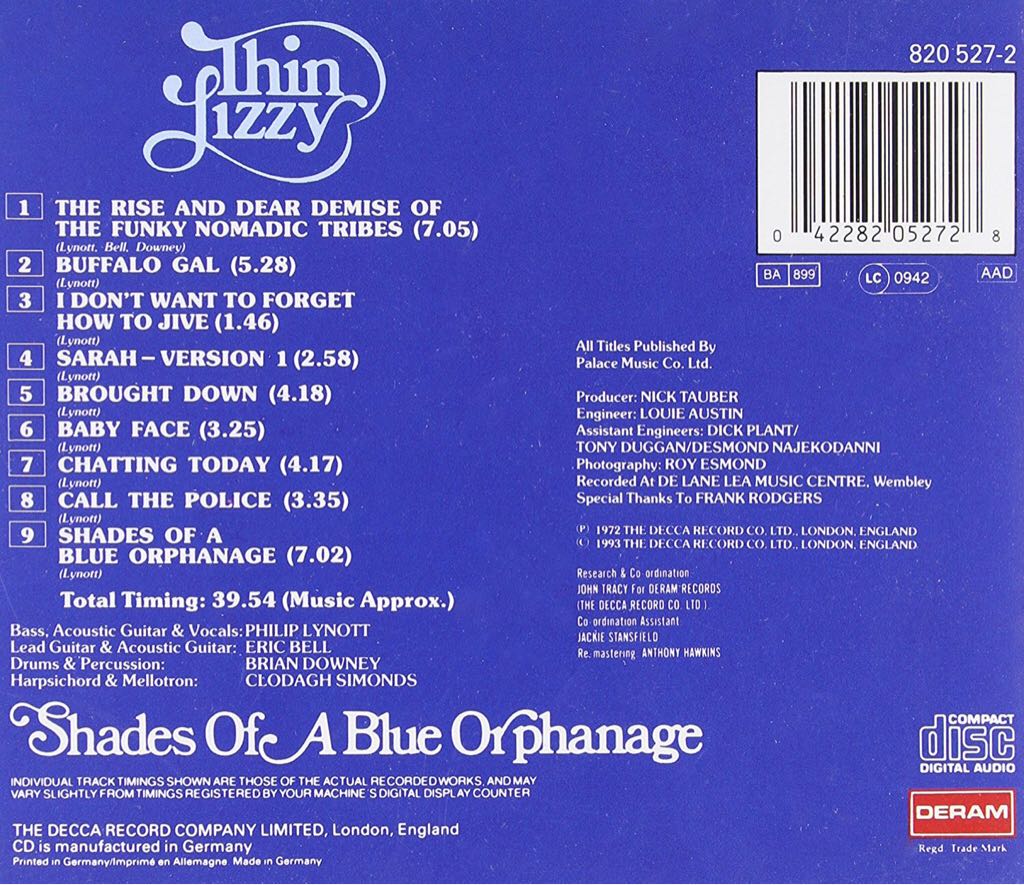 Thin
Lizzy
820 527-2
0 42282 05272 8
BA 899
LC 0942
AAD
1 THE RISE AND DEAR DEMISE OF
THE FUNKY NOMADIC TRIBES (7.05)
(Lynott, Bell, Downey)
2 BUFFALO GAL (5.28)
(Lynott)
3 I DON'T WANT TO FORGET
HOW TO JIVE (1.46)
(Lynott)
4 SARAH – VERSION 1 (2.58)
(Lynott)
5 BROUGHT DOWN (4.18)
(Lynott)
6 BABY FACE (3.25)
(Lynott)
7 CHATTING TODAY (4.17)
(Lynott)
8 CALL THE POLICE (3.35)
(Lynott)
9 SHADES OF A
BLUE ORPHANAGE (7.02)
(Lynott)
Total Timing: 39.54 (Music Approx.)
Bass, Acoustic Guitar & Vocals: PHILIP LYNOTT
Lead Guitar & Acoustic Guitar: ERIC BELL
Drums & Percussion: BRIAN DOWNEY
Harpsichord & Mellotron: CLODAGH SIMONDS
All Titles Published By
Palace Music Co. Ltd.
Producer: NICK TAUBER
Engineer: LOUIE AUSTIN
Assistant Engineers: DICK PLANT/
TONY DUGGAN/DESMOND NAJEKODANNI
Photography: ROY ESMOND
Recorded At DE LANE LEA MUSIC CENTRE, Wembley
Special Thanks To FRANK RODGERS
℗ 1972 THE DECCA RECORD CO. LTD., LONDON, ENGLAND
© 1993 THE DECCA RECORD CO. LTD., LONDON, ENGLAND
Research & Co-ordination
JOHN TRACY For DERAM RECORDS
(THE DECCA RECORD CO. LTD.)
Co-ordination Assistant
JACKIE STANSFIELD
Re-mastering ANTHONY HAWKINS
Shades Of A Blue Orphanage
INDIVIDUAL TRACK TIMINGS SHOWN ARE THOSE OF THE ACTUAL RECORDED WORKS, AND MAY
VARY SLIGHTLY FROM TIMINGS REGISTERED BY YOUR MACHINE'S DIGITAL DISPLAY COUNTER
THE DECCA RECORD COMPANY LIMITED, London, England
CD is manufactured in Germany
Printed in Germany/Imprimé en Allemagne. Made in Germany
COMPACT
disc
DIGITAL AUDIO
DERAM
Regd. Trade Mark